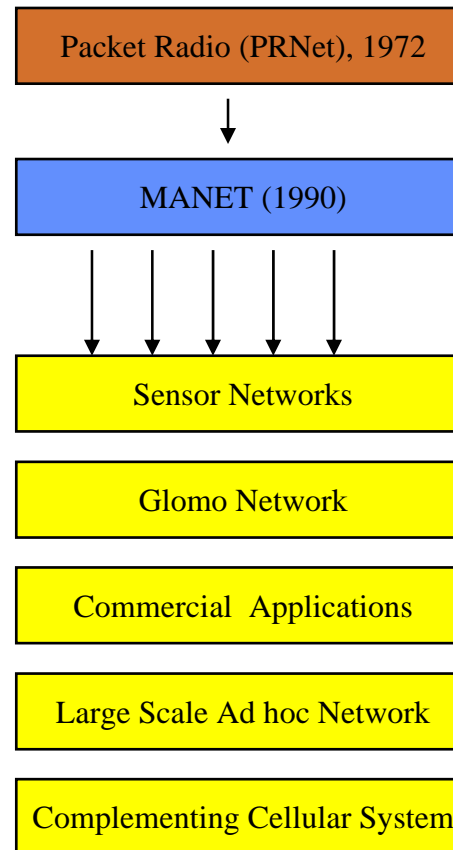 Packet Radio (PRNet), 1972
MANET (1990)
Sensor Networks
Glomo Network
Commercial  Applications
Large Scale Ad hoc Network
Complementing Cellular System